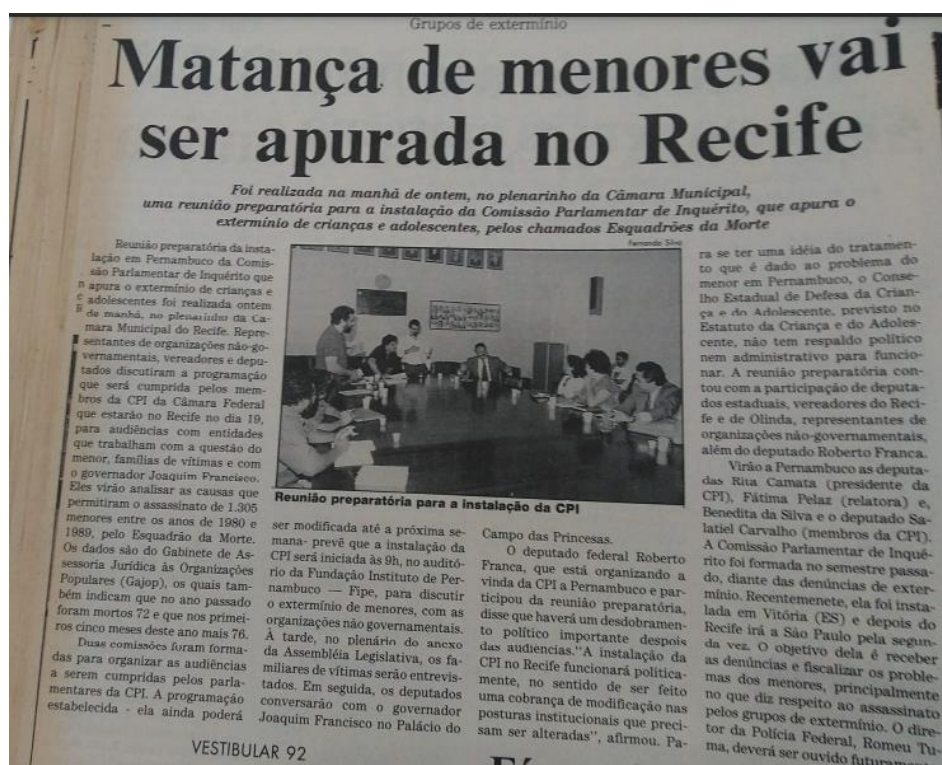 Grupos de extermínio
Matança de menores vai
ser apurada no Recife
Foi realizada na manhã de ontem, no plenarinho da Câmara Municipal,
uma reunião preparatória para a instalação da Comissão Parlamentar de Inquérito, que apura o
extermínio de crianças e adolescentes, pelos chamados Esquadrões da Morte
Reunião preparatória da insta-
lação em Pernambuco da Comis-
são Parlamentar de Inquérito que
apura o extermínio de crianças e
adolescentes foi realizada ontem
de manhã, no plenarinho da Ca-
mara Municipal do Recife. Repre-
sentantes de organizações não-go-
vernamentais, vereadores e depu-
tados discutiram a programação
que será cumprida pelos mem-
bros da CPI da Câmara Federal
que estarão no Recife no dia 19,
para audiências com entidades
que trabalham com a questão do
menor, famílias de vítimas e com
o governador Joaquim Francisco.
Eles virão analisar as causas que
permitiram o assassinato de 1.305
menores entre os anos de 1980 e
1989, pelo Esquadrão da Morte.
Os dados são do Gabinete de As-
sessoria Jurídica às Organizações
Populares (Gajop), os quais tam-
bém indicam que no ano passado
foram mortos 72 e que nos primei-
ros cinco meses deste ano mais 76.
Duas comissões foram forma-
das para organizar as audiências
a serem cumpridas pelos parla-
mentares da CPI. A programação
estabelecida - ela ainda poderá
Fernando Silva
Reunião preparatória para a instalação da CPI
ser modificada até a próxima se-
mana- prevê que a instalação da
CPI será iniciada às 9h, no auditó-
rio da Fundação Instituto de Per-
nambuco — Fipe, para discutir
o extermínio de menores, com as
organizações não governamentais.
À tarde, no plenário do anexo
da Assembléia Legislativa, os fa-
miliares de vítimas serão entrevis-
tados. Em seguida, os deputados
conversarão com o governador
Joaquim Francisco no Palácio do
Campo das Princesas.
O deputado federal Roberto
Franca, que está organizando a
vinda da CPI a Pernambuco e par-
ticipou da reunião preparatória,
disse que haverá um desdobramen-
to político importante despois
das audiencias."A instalação da
CPI no Recife funcionará politica-
mente, no sentido de ser feito
uma cobrança de modificação nas
posturas institucionais que preci-
sam ser alteradas", afirmou. Pa-
ra se ter uma idéia do tratamen-
to que é dado ao problema do
menor em Pernambuco, o Conse-
lho Estadual de Defesa da Crian-
ça e do Adolescente, previsto no
Estatuto da Criança e do Adoles-
cente, não tem respaldo político
nem administrativo para funcio-
nar. A reunião preparatória con-
tou com a participação de deputa-
dos estaduais, vereadores do Reci-
fe e de Olinda, representantes de
organizações não-governamentais,
além do deputado Roberto Franca.
Virão a Pernambuco as deputa-
das Rita Camata (presidente da
CPI), Fátima Pelaz (relatora) e,
Benedita da Silva e o deputado Sa-
latiel Carvalho (membros da CPI).
A Comissão Parlamentar de Inqué-
rito foi formada no semestre passa-
do, diante das denúncias de exter-
mínio. Recentemenete, ela foi insta-
lada em Vitória (ES) e depois do
Recife irá a São Paulo pela segun-
da vez. O objetivo dela é receber
as denúncias e fiscalizar os proble-
mas dos menores, principalmente
no que diz respeito ao assassinato
pelos grupos de extermínio. O dire-
tor da Polícia Federal, Romeu Tu-
ma, deverá ser ouvido
VESTIBULAR 92